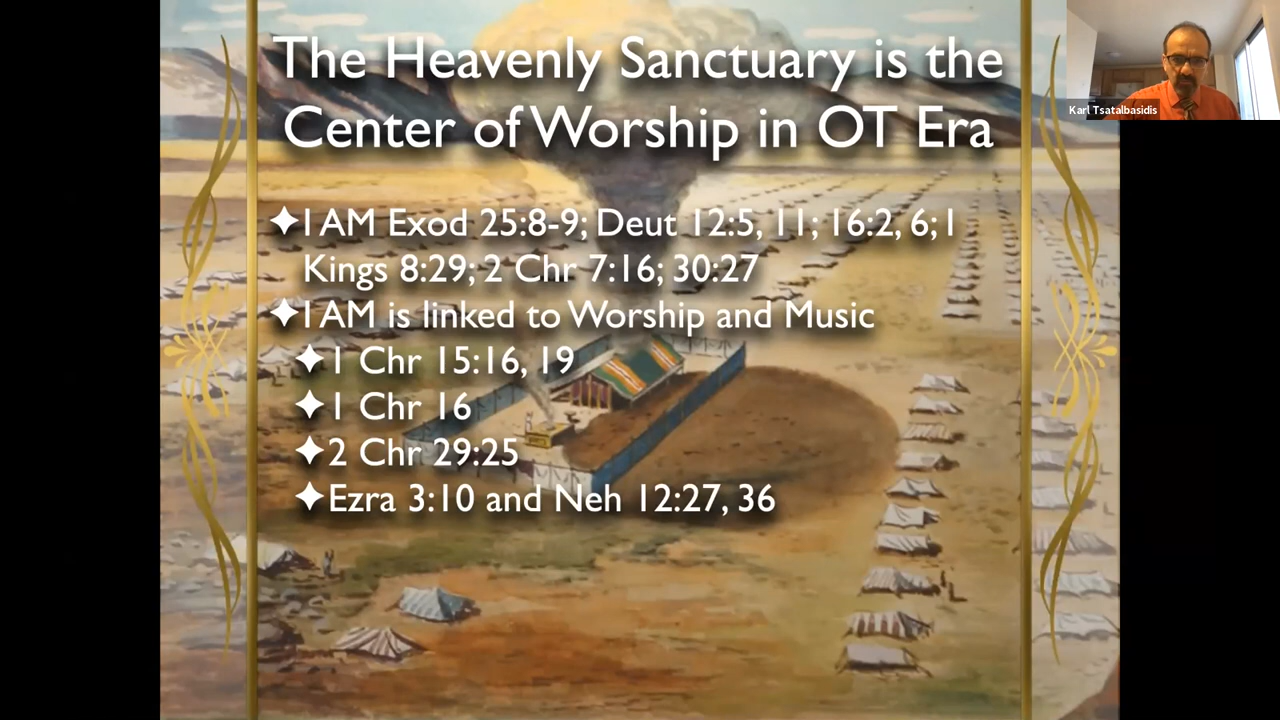 The Heavenly Sanctuary is the
Center of Worship in OT Era
Karl Tsatalbasidis
✦I AM Exod 25:8-9; Deut 12:5, 11; 16:2, 6; 1
Kings 8:29; 2 Chr 7:16; 30:27
✦I AM is linked to Worship and Music
✦1 Chr 15:16, 19
✦1 Chr 16
✦2 Chr 29:25
✦Ezra 3:10 and Neh 12:27, 36